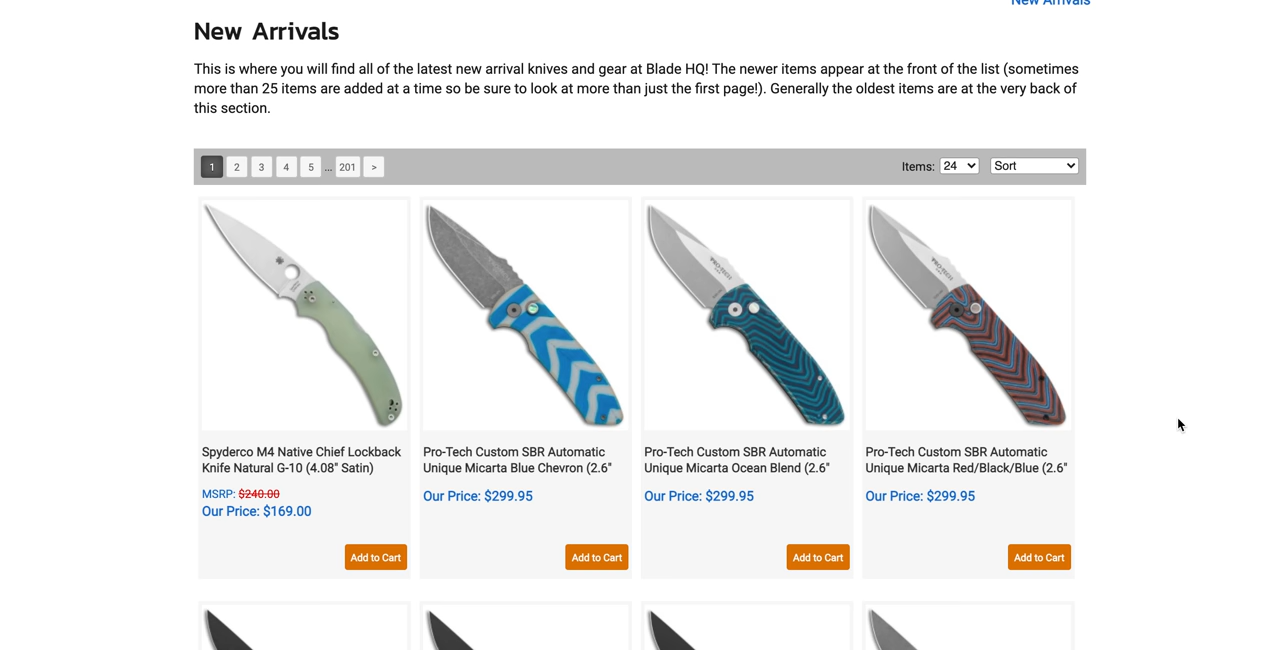 New Arrivals
New Arrivals
This is where you will find all of the latest new arrival knives and gear at Blade HQ! The newer items appear at the front of the list (sometimes
more than 25 items are added at a time so be sure to look at more than just the first page!). Generally the oldest items are at the very back of
this section.
1 2 3 4 5 ... 201 > Items: 24 Sort
PRO-TECH PRO-TECH
Spyderco M4 Native Chief Lockback
Knife Natural G-10 (4.08" Satin)
MSRP: $240.00
Our Price: $169.00
Add to Cart
Pro-Tech Custom SBR Automatic
Unique Micarta Blue Chevron (2.6"
Our Price: $299.95
Add to Cart
Pro-Tech Custom SBR Automatic
Unique Micarta Ocean Blend (2.6"
Our Price: $299.95
Add to Cart
Pro-Tech Custom SBR Automatic
Unique Micarta Red/Black/Blue (2.6"
Our Price: $299.95
Add to Cart